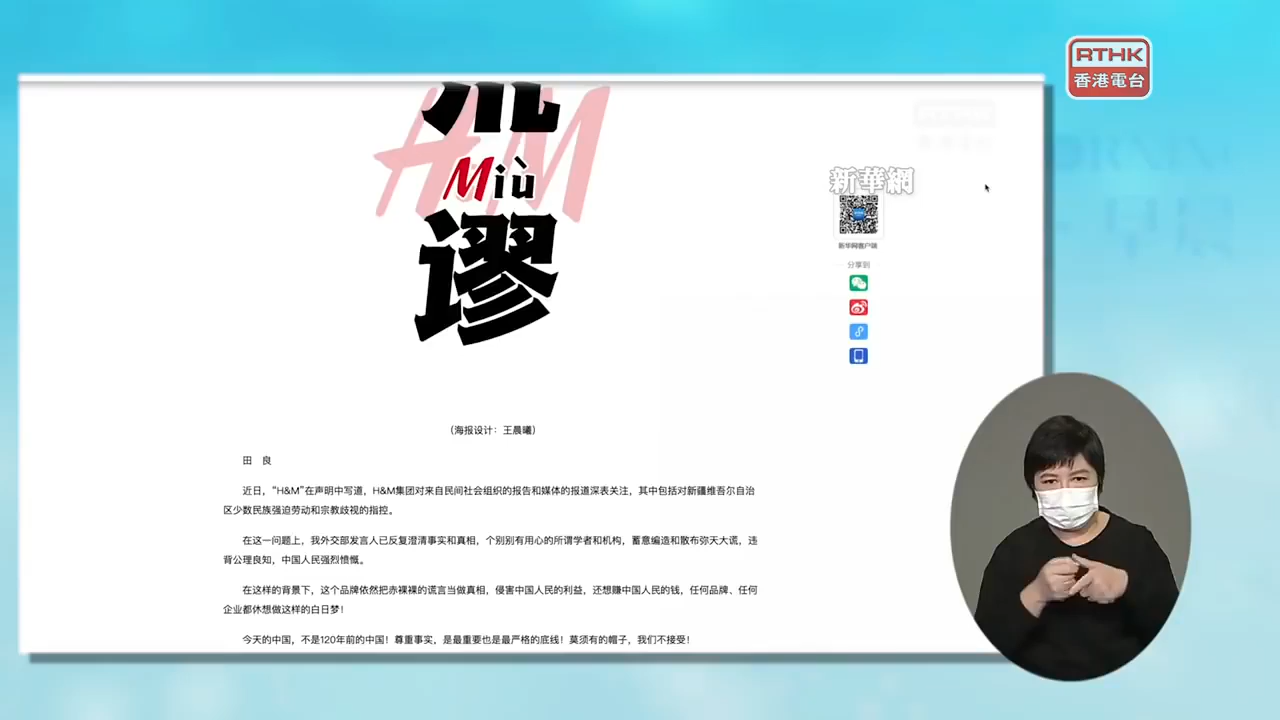 RTHK
香港電台
H&M
Miù
谬
新華網
新华网客户端
分享到
(海报设计：王晨曦)
田 良
近日，“H&M”在声明中写道，H&M集团对来自民间社会组织的报告和媒体的报道深表关注，其中包括对新疆维吾尔自治
区少数民族强迫劳动和宗教歧视的指控。
在这一问题上，我外交部发言人已反复澄清事实和真相，个别别有用心的所谓学者和机构，蓄意编造和散布弥天大谎，违
背公理良知，中国人民强烈愤慨。
在这样的背景下，这个品牌依然把赤裸裸的谎言当做真相，侵害中国人民的利益，还想赚中国人民的钱，任何品牌、任何
企业都休想做这样的白日梦！
今天的中国，不是120年前的中国！尊重事实，是最重要也是最严格的底线！莫须有的帽子，我们不接受！